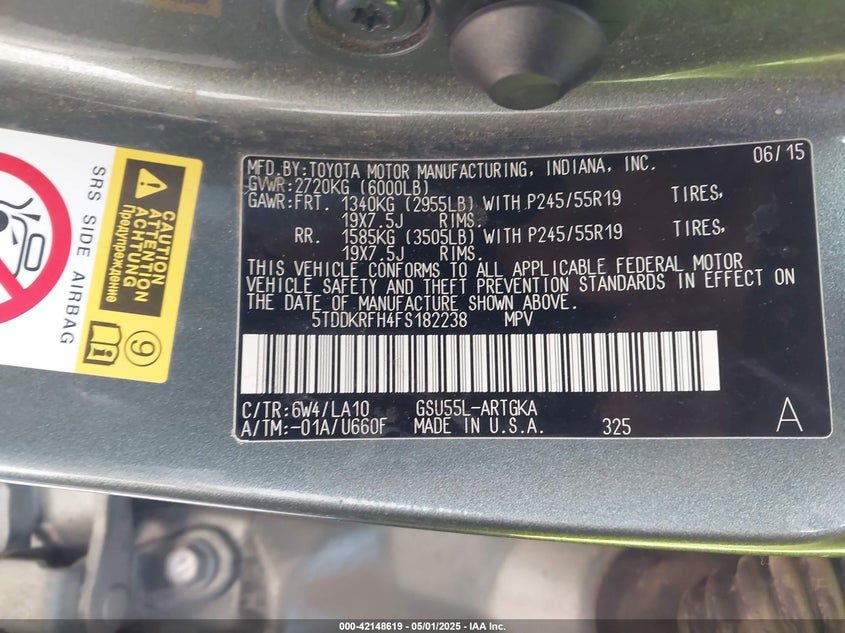 MFD.BY:TOYOTA MOTOR MANUFACTURING, INDIANA, INC. 06/15
GVWR:2720KG (6000LB)
GAWR:FRT. 1340KG (2955LB) WITH P245/55R19 TIRES,
19X7.5J RIMS.
RR. 1585KG (3505LB) WITH P245/55R19 TIRES,
19X7.5J RIMS.
THIS VEHICLE CONFORMS TO ALL APPLICABLE FEDERAL MOTOR
VEHICLE SAFETY AND THEFT PREVENTION STANDARDS IN EFFECT ON
THE DATE OF MANUFACTURE SHOWN ABOVE.
5TDDKRFH4FS182238 MPV
C/TR:6W4/LA10 GSU55L-ARTGKA
A/TM:-01A/U660F MADE IN U.S.A. 325 A
SRS SIDE AIRBAG
CAUTION
ATTENTION
ACHTUNG
Предупреждение
9
000-42148619 - 05/01/2025 - IAA Inc.